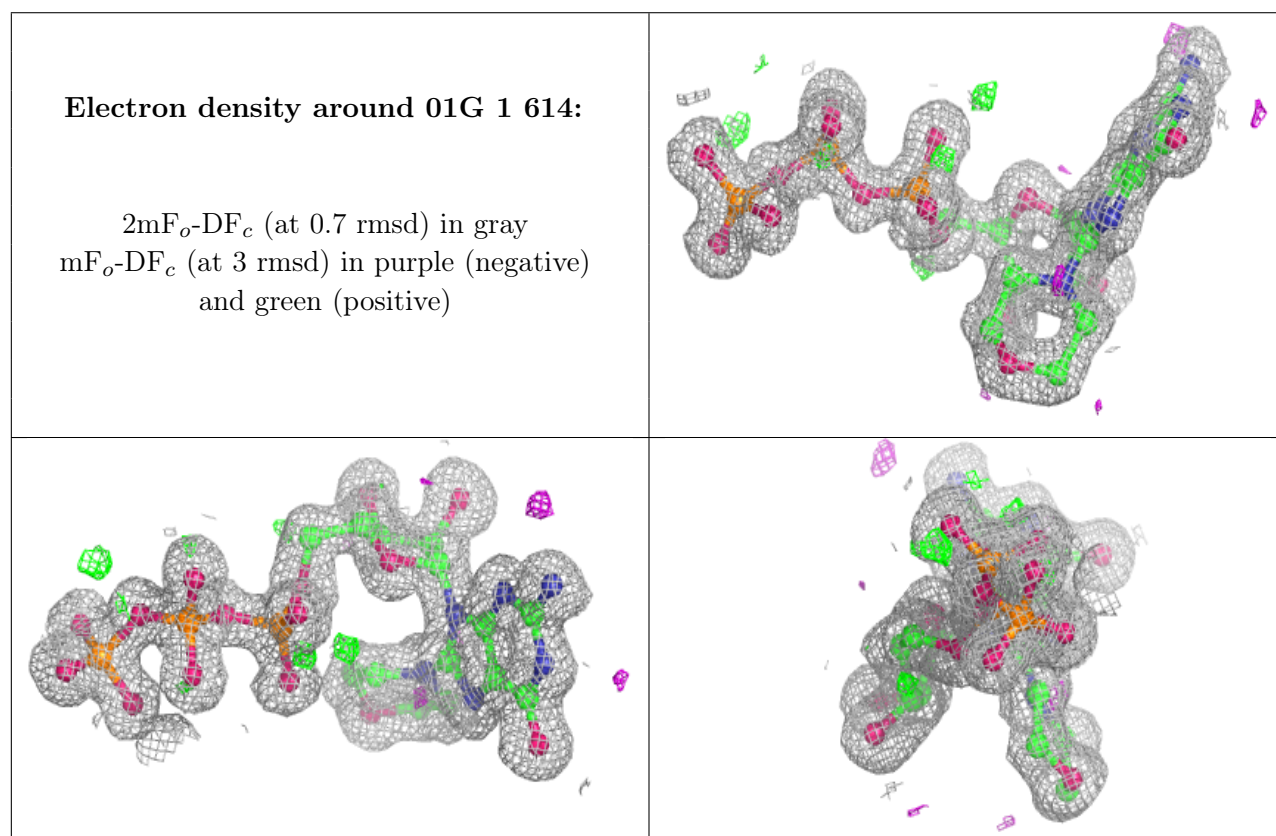 Electron density around 01G 1 614:
2mFo-DFc (at 0.7 rmsd) in gray
mFo-DFc (at 3 rmsd) in purple (negative)
and green (positive)